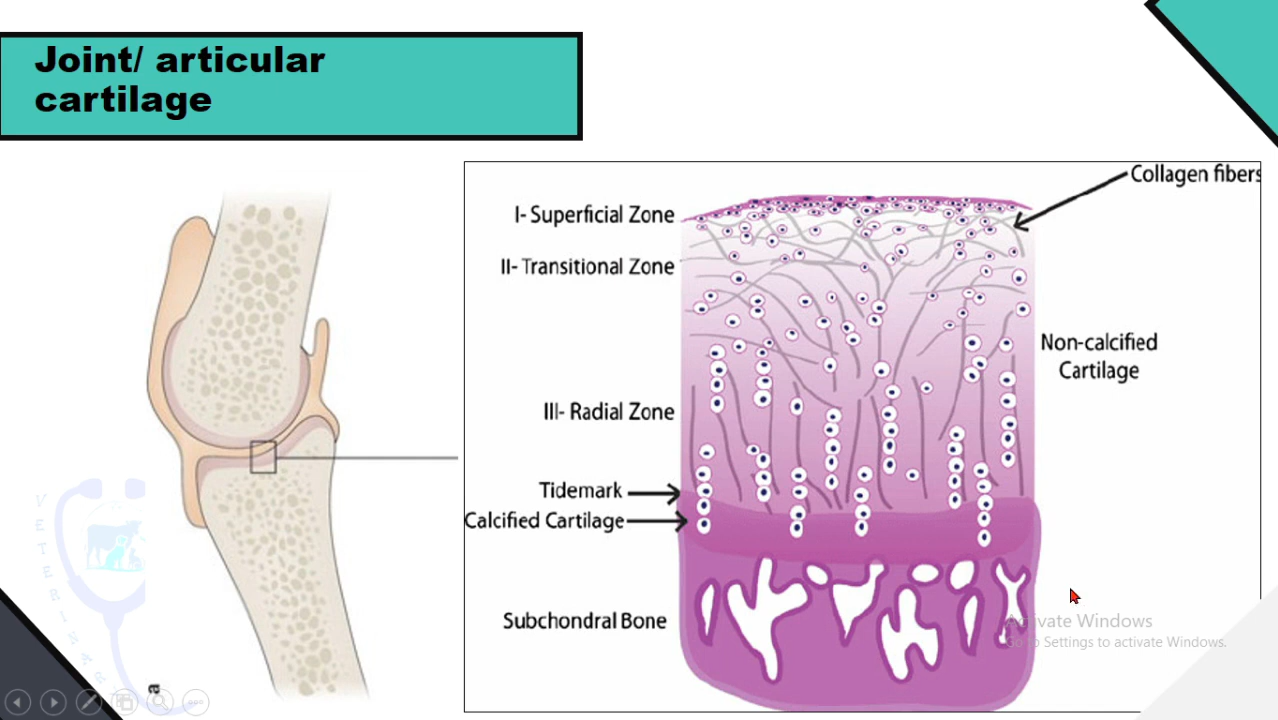 Joint/ articular
cartilage
Collagen fibers
I- Superficial Zone
II- Transitional Zone
Non-calcified
Cartilage
III- Radial Zone
Tidemark
Calcified Cartilage
Subchondral Bone
Activate Windows
Go to Settings to activate Windows.